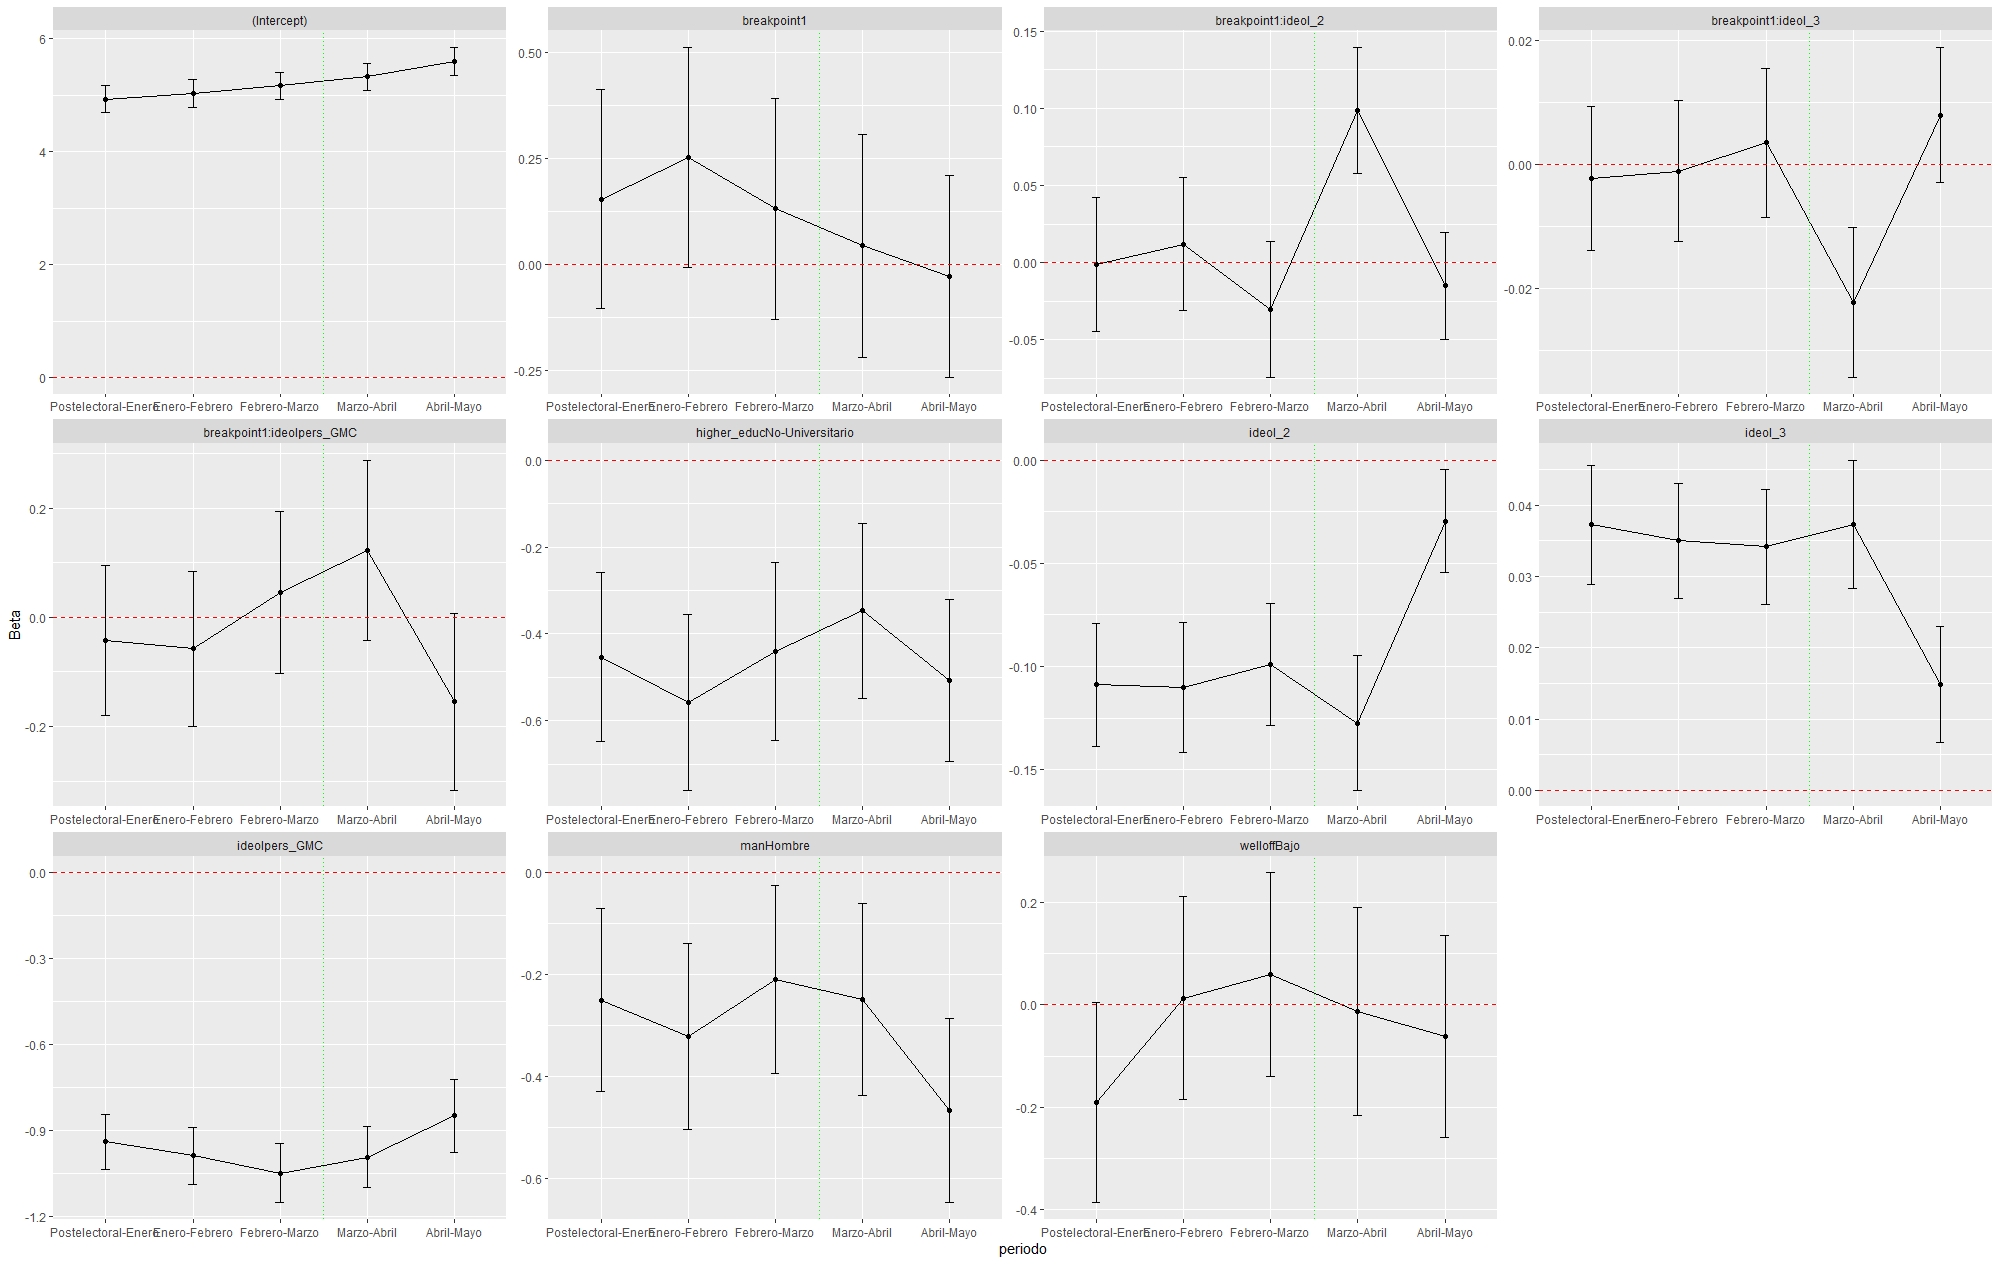 (Intercept)
breakpoint1
breakpoint1:ideol_2
breakpoint1:ideol_3
6
4
2
0
0.50
0.25
0.00
-0.25
0.15
0.10
0.05
0.00
-0.05
0.02
0.00
-0.02
Postelectoral-Enero Enero-Febrero Febrero-Marzo Marzo-Abril Abril-Mayo
Postelectoral-Enero Enero-Febrero Febrero-Marzo Marzo-Abril Abril-Mayo
Postelectoral-Enero Enero-Febrero Febrero-Marzo Marzo-Abril Abril-Mayo
Postelectoral-Enero Enero-Febrero Febrero-Marzo Marzo-Abril Abril-Mayo
breakpoint1:ideolpers_GMC
higher_educNo-Universitario
ideol_2
ideol_3
Beta
0.2
0.0
-0.2
0.0
-0.2
-0.4
-0.6
0.00
-0.05
-0.10
-0.15
0.04
0.03
0.02
0.01
0.00
Postelectoral-Enero Enero-Febrero Febrero-Marzo Marzo-Abril Abril-Mayo
Postelectoral-Enero Enero-Febrero Febrero-Marzo Marzo-Abril Abril-Mayo
Postelectoral-Enero Enero-Febrero Febrero-Marzo Marzo-Abril Abril-Mayo
Postelectoral-Enero Enero-Febrero Febrero-Marzo Marzo-Abril Abril-Mayo
ideolpers_GMC
manHombre
welloffBajo
0.0
-0.3
-0.6
-0.9
-1.2
0.0
-0.2
-0.4
-0.6
0.2
0.0
-0.2
-0.4
Postelectoral-Enero Enero-Febrero Febrero-Marzo Marzo-Abril Abril-Mayo
Postelectoral-Enero Enero-Febrero Febrero-Marzo Marzo-Abril Abril-Mayo
Postelectoral-Enero Enero-Febrero Febrero-Marzo Marzo-Abril Abril-Mayo
periodo